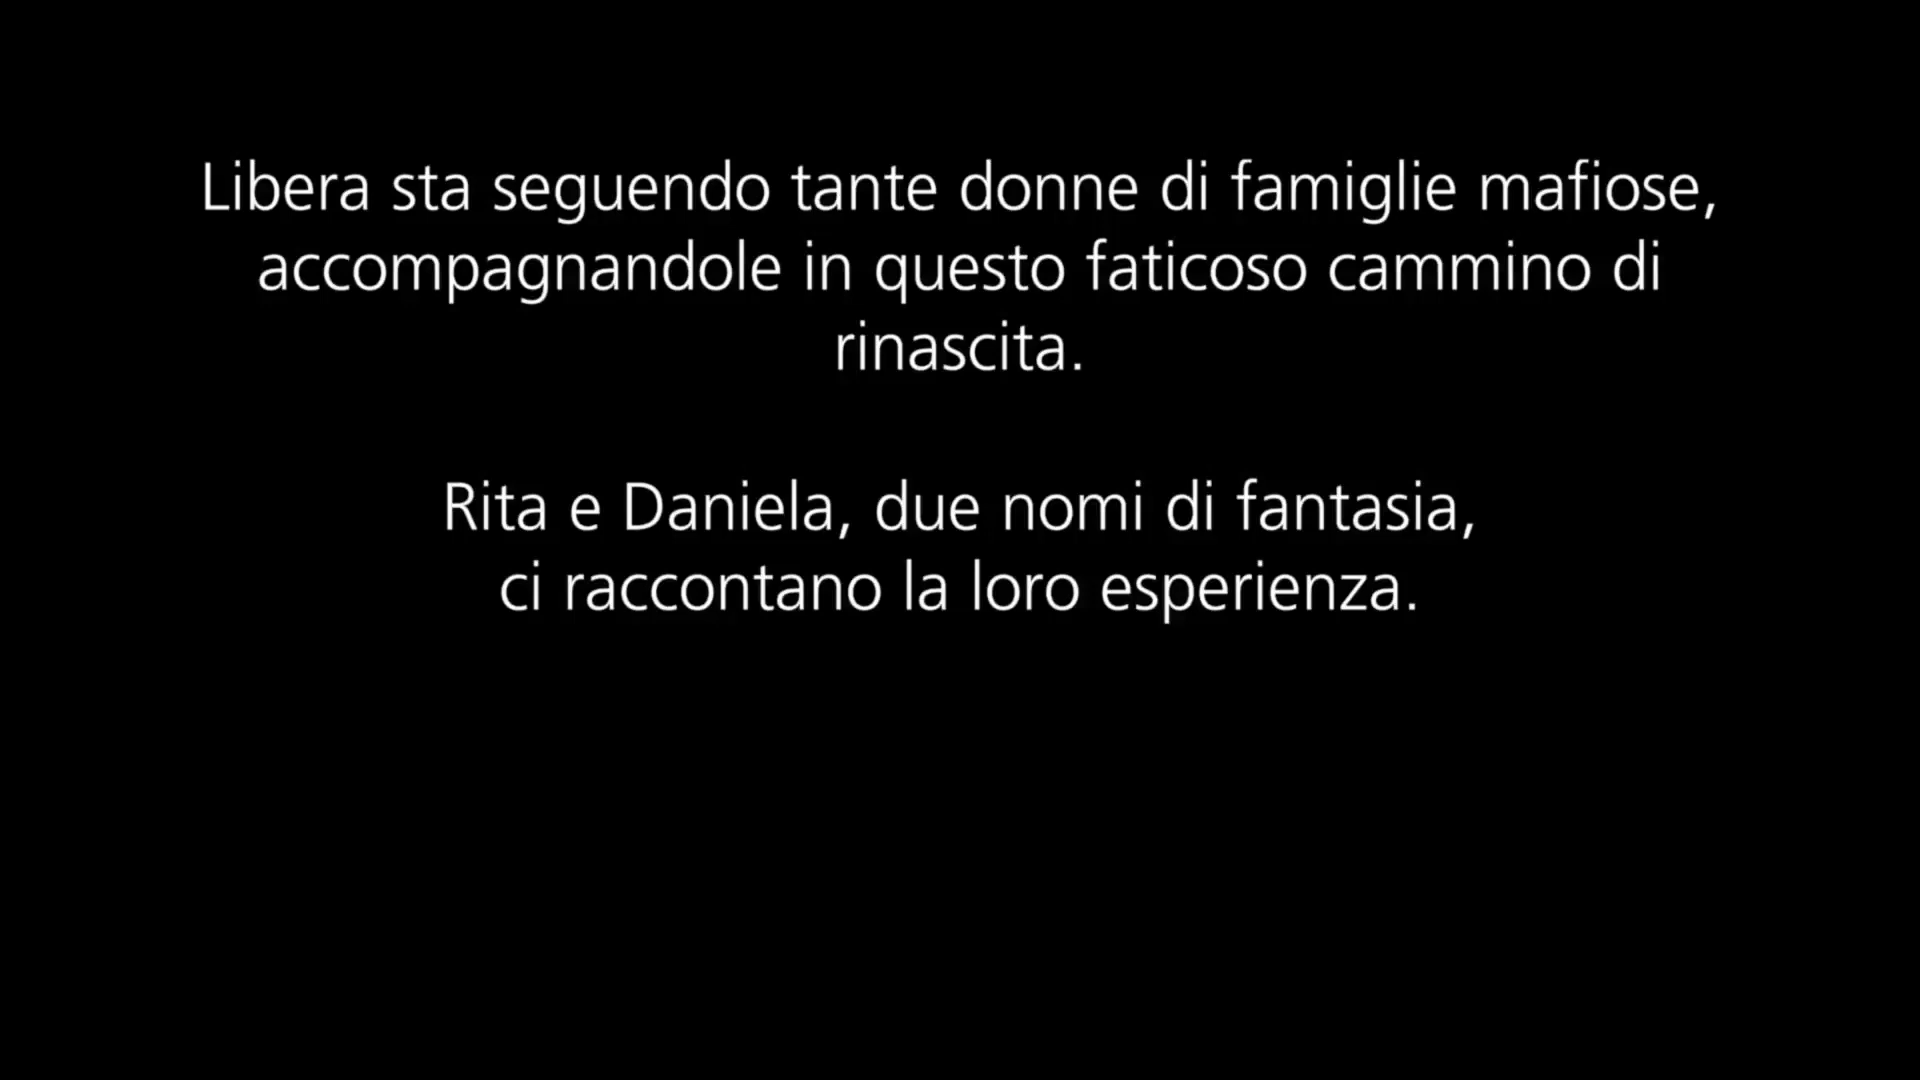 Libera sta seguendo tante donne di famiglie mafiose,
accompagnandole in questo faticoso cammino di
rinascita.
Rita e Daniela, due nomi di fantasia,
ci raccontano la loro esperienza.